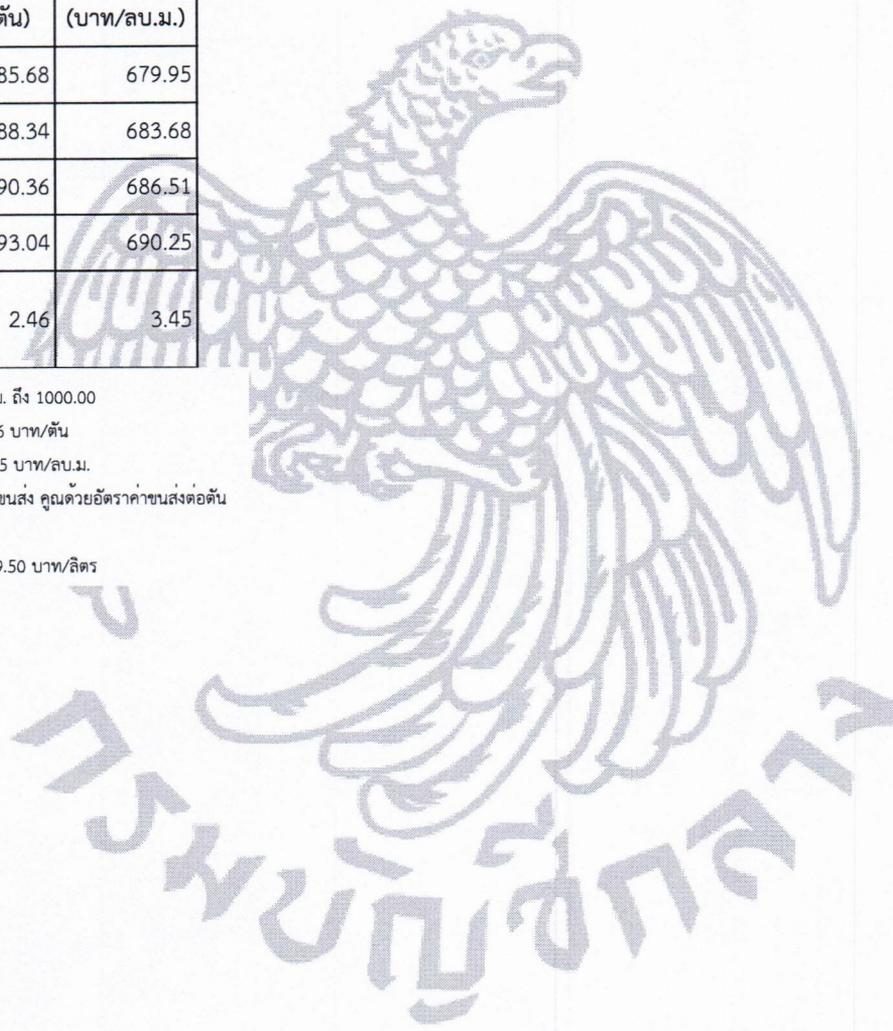 ตัน) (บาท/ลบ.ม.)
85.68 679.95
88.34 683.68
90.36 686.51
93.04 690.25
2.46 3.45
ม. ถึง 1000.00
6 บาท/ตัน
5 บาท/ลบ.ม.
ขนส่ง คูณด้วยอัตราค่าขนส่งต่อตัน
9.50 บาท/ลิตร
กรมบัญชีกลาง